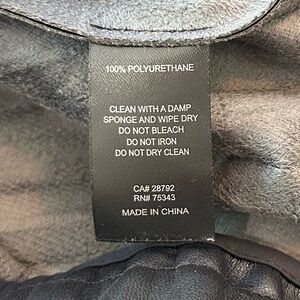 100% POLYURETHANE
CLEAN WITH A DAMP
SPONGE AND WIPE DRY
DO NOT BLEACH
DO NOT IRON
DO NOT DRY CLEAN
CA# 28792
RN# 75343
MADE IN CHINA